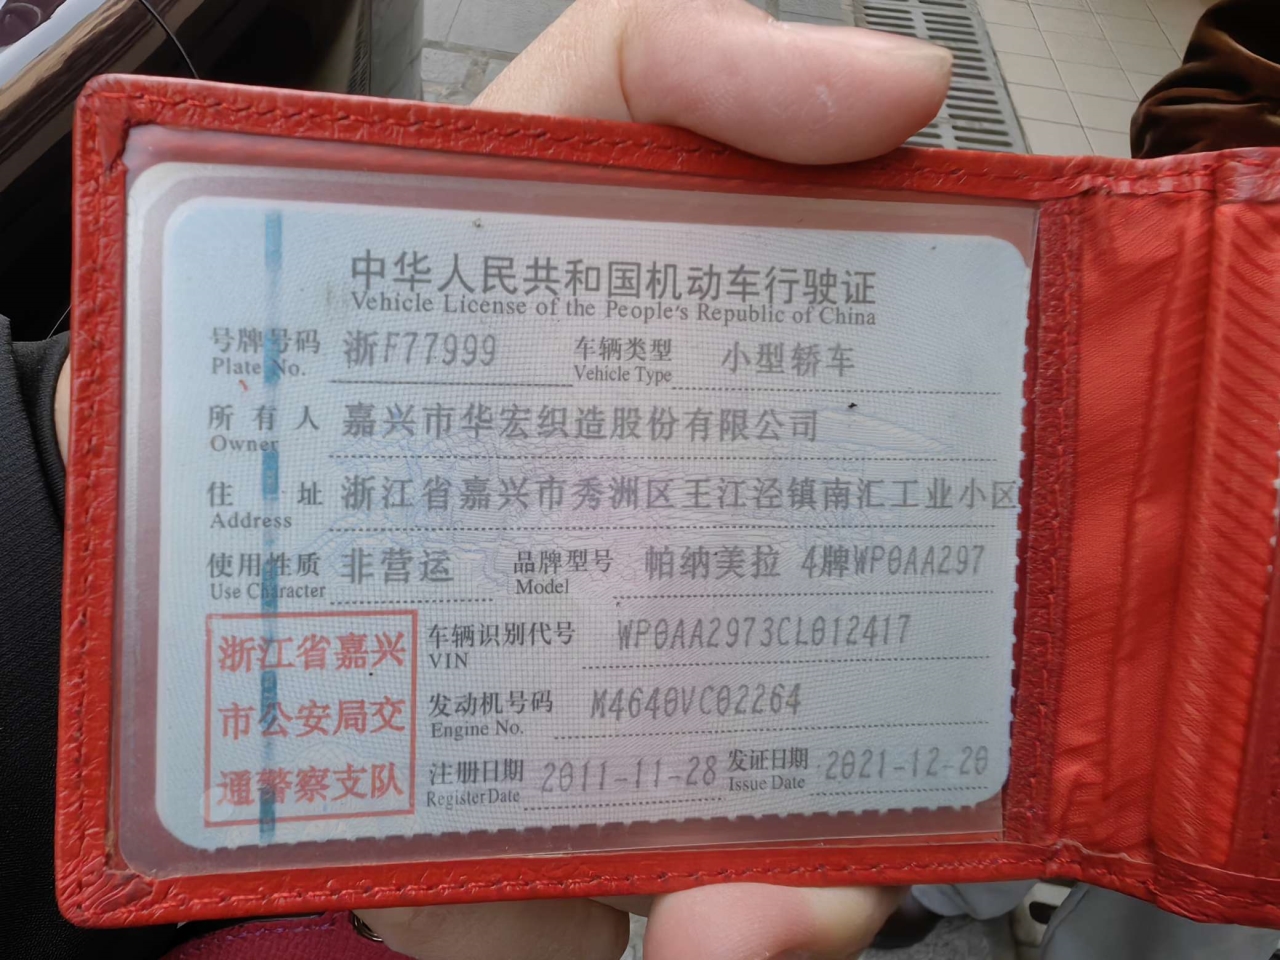 中华人民共和国机动车行驶证
Vehicle License of the People's Republic of China
号牌号码 浙F77999 车辆类型 小型轿车
Plate No. Vehicle Type
所有人 嘉兴市华宏织造股份有限公司
Owner
住址 浙江省嘉兴市秀洲区王江泾镇南汇工业小区
Address
使用性质 非营运 品牌型号 帕纳美拉 4牌WP0AA297
Use Character Model
浙江省嘉兴
市公安局交
通警察支队
车辆识别代号 WP0AA2973CL012417
VIN
发动机号码 M4640VC02264
Engine No.
注册日期 2011-11-28 发证日期 2021-12-20
Register Date Issue Date